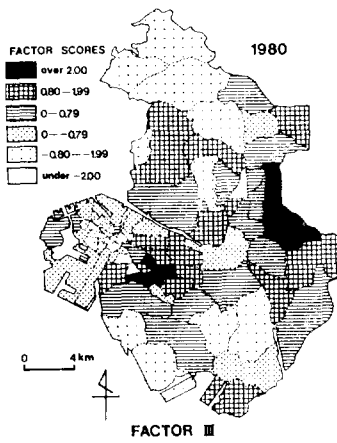 FACTOR SCORES
1980
over 2.00
0.80–1.99
0–0.79
0––0.79
-0.80––1.99
under -2.00
0 4 km
FACTOR III